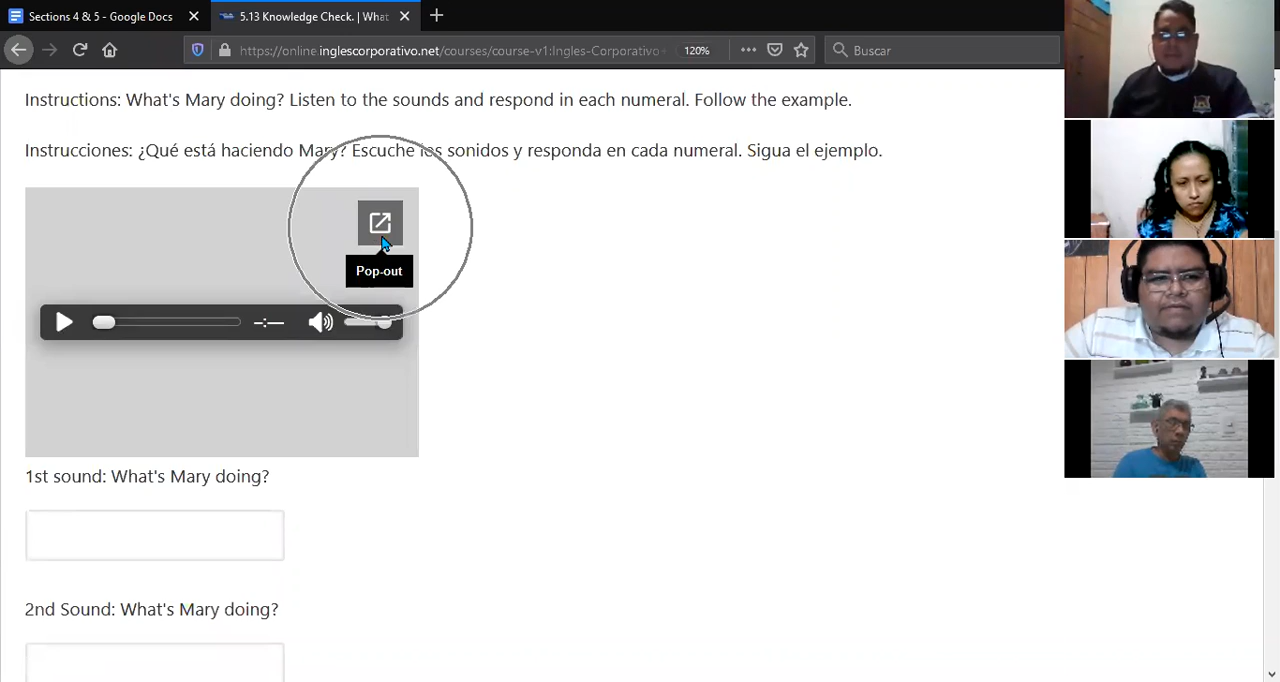 Sections 4 & 5 - Google Docs
5.13 Knowledge Check. | What
https://online.inglescorporativo.net/courses/course-v1:Ingles-Corporativo
120%
Buscar
Instructions: What's Mary doing? Listen to the sounds and respond in each numeral. Follow the example.
Instrucciones: ¿Qué está haciendo Mary? Escuche los sonidos y responda en cada numeral. Sigua el ejemplo.
Pop-out
-:--
1st sound: What's Mary doing?
2nd Sound: What's Mary doing?